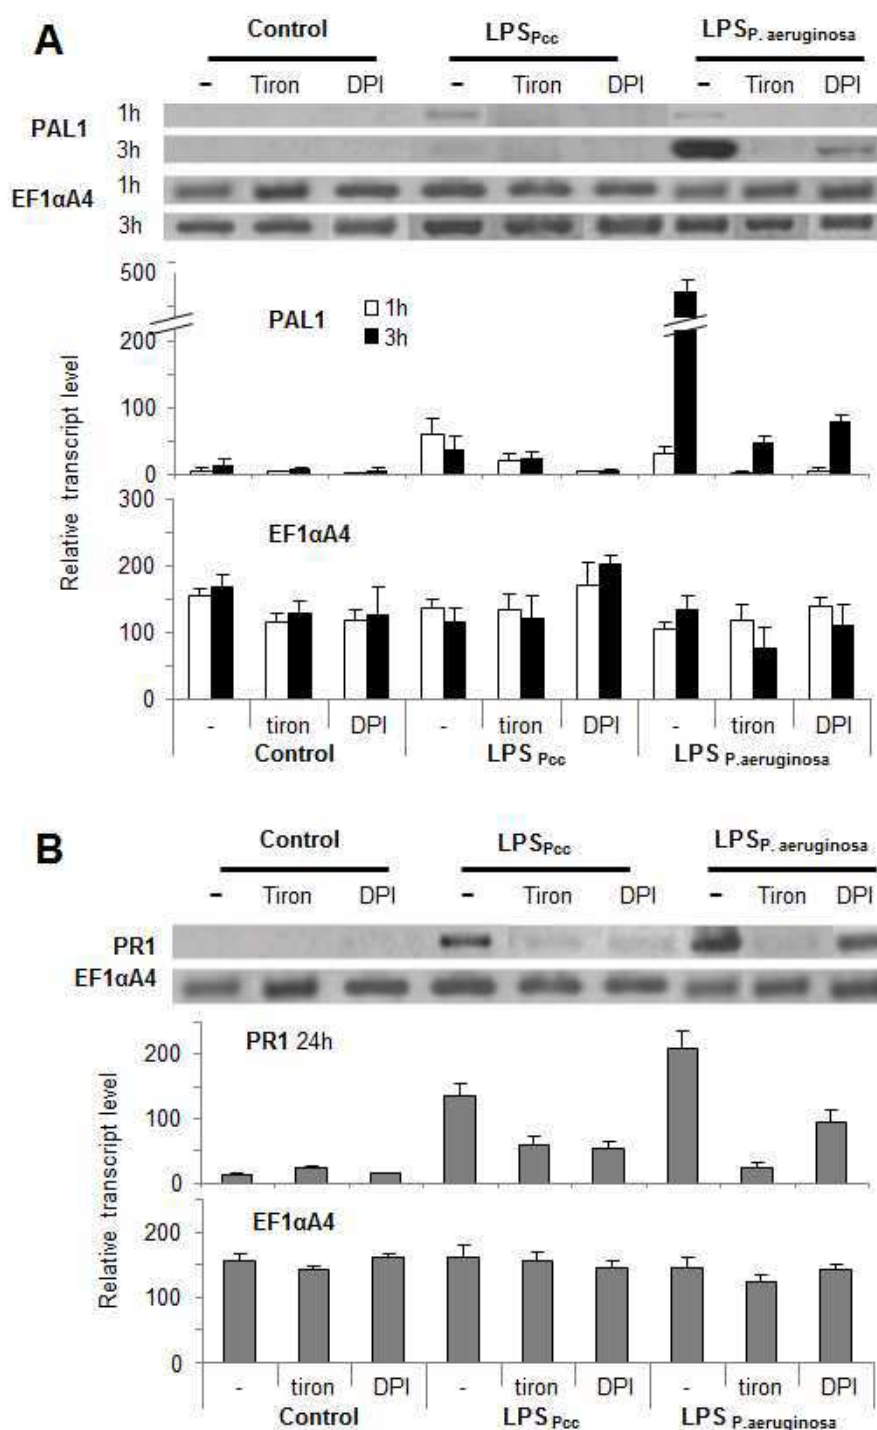 A
Control LPSPcc LPSP. aeruginosa
– Tiron DPI – Tiron DPI – Tiron DPI
PAL1
1h
3h
EF1αA4
1h
3h
500
PAL1
1h
3h
200
100
0
Relative transcript level
300
EF1αA4
200
100
0
- tiron DPI - tiron DPI - tiron DPI
Control LPS Pcc LPS P.aeruginosa
B
Control LPSPcc LPSP. aeruginosa
– Tiron DPI – Tiron DPI – Tiron DPI
PR1
EF1αA4
PR1 24h
200
100
0
Relative transcript level
EF1αA4
200
100
0
- tiron DPI - tiron DPI - tiron DPI
Control LPSPcc LPS P.aeruginosa